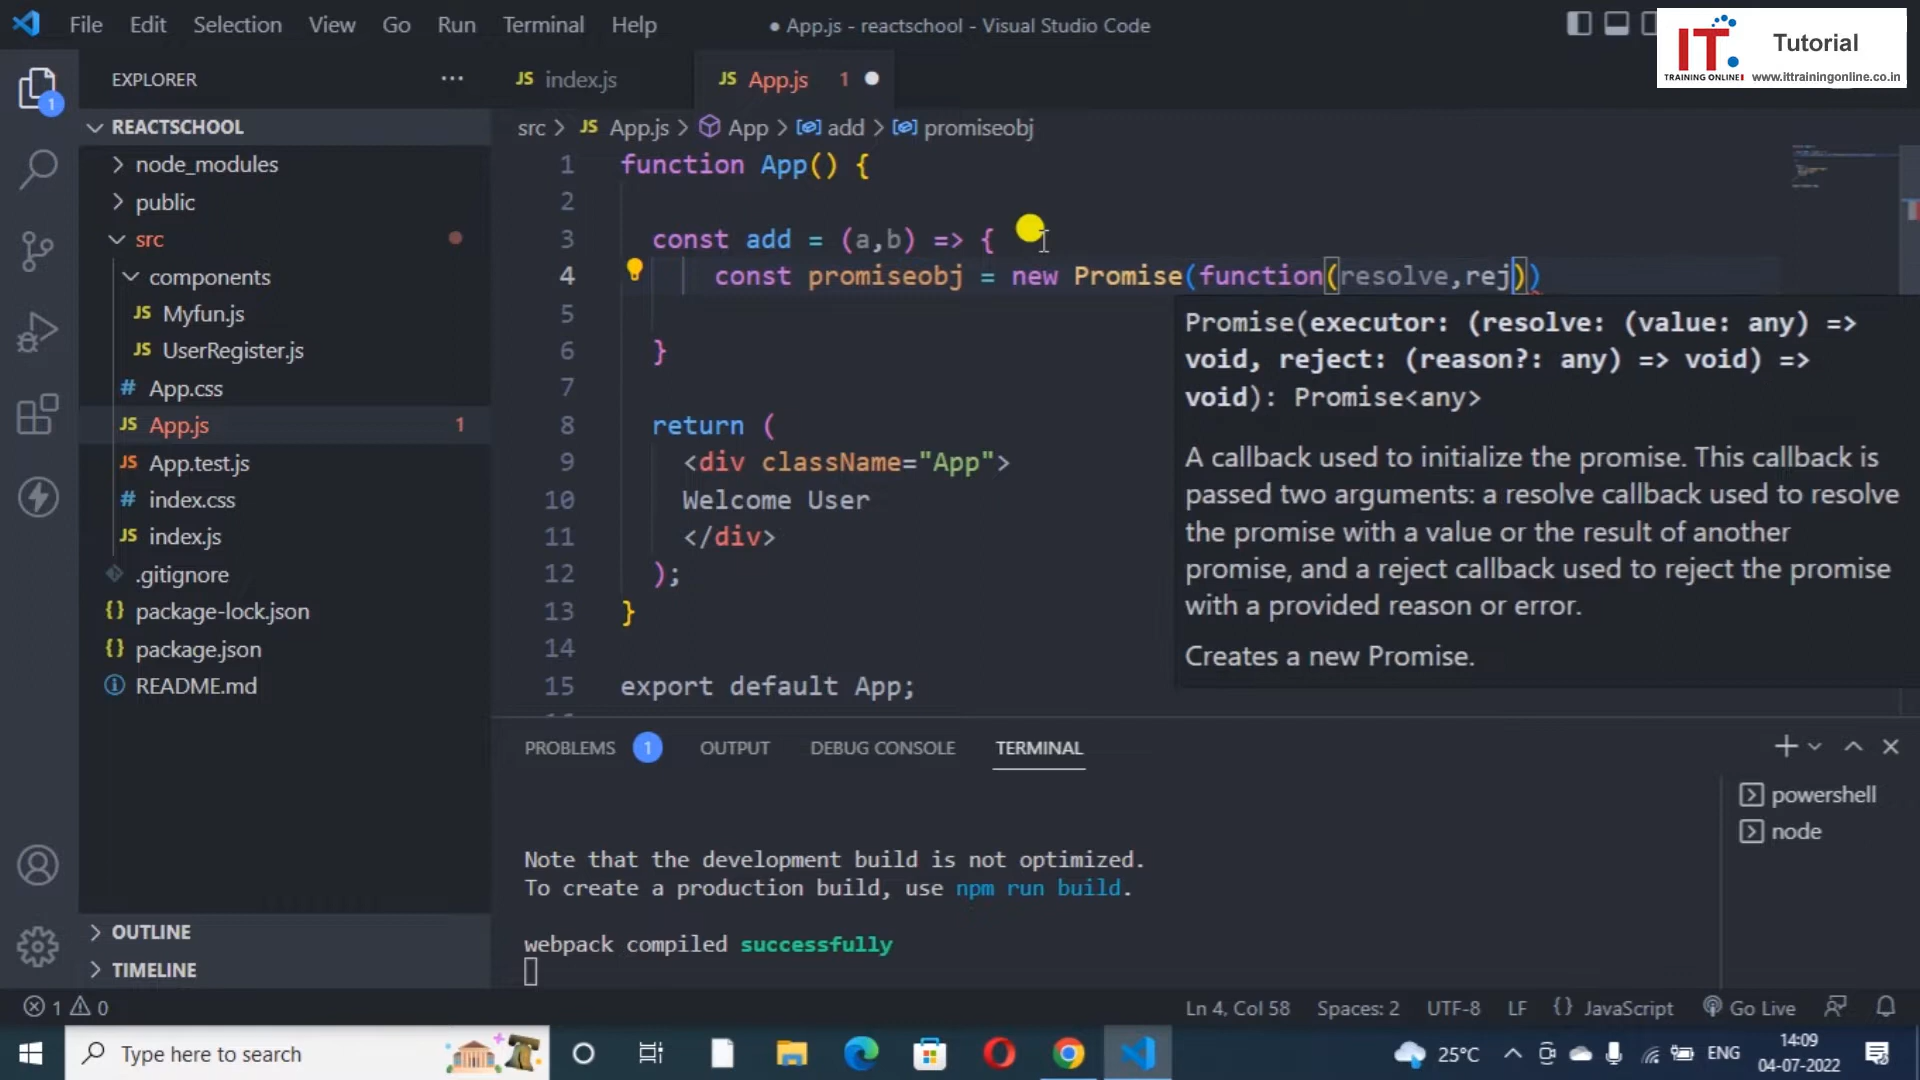 File Edit Selection View Go Run Terminal Help
● App.js - reactschool - Visual Studio Code
IT. Tutorial
TRAINING ONLINE www.ittrainingonline.co.in
EXPLORER ···
JS index.js
JS App.js 1 ●
REACTSCHOOL
node_modules
public
src
components
JS Myfun.js
JS UserRegister.js
# App.css
JS App.js 1
JS App.test.js
# index.css
JS index.js
.gitignore
{} package-lock.json
{} package.json
README.md
OUTLINE
TIMELINE
src > JS App.js > App > add > promiseobj
1 function App() {
2
3 const add = (a,b) => {
4 const promiseobj = new Promise(function(resolve,rej))
5
6 }
7
8 return (
9 <div className="App">
10 Welcome User
11 </div>
12 );
13 }
14
15 export default App;
Promise(executor: (resolve: (value: any) =>
void, reject: (reason?: any) => void) =>
void): Promise<any>
A callback used to initialize the promise. This callback is
passed two arguments: a resolve callback used to resolve
the promise with a value or the result of another
promise, and a reject callback used to reject the promise
with a provided reason or error.
Creates a new Promise.
PROBLEMS 1 OUTPUT DEBUG CONSOLE TERMINAL
powershell
node
Note that the development build is not optimized.
To create a production build, use npm run build.
webpack compiled successfully
1 0
Ln 4, Col 58 Spaces: 2 UTF-8 LF {} JavaScript Go Live
Type here to search
25°C ENG
14:09
04-07-2022